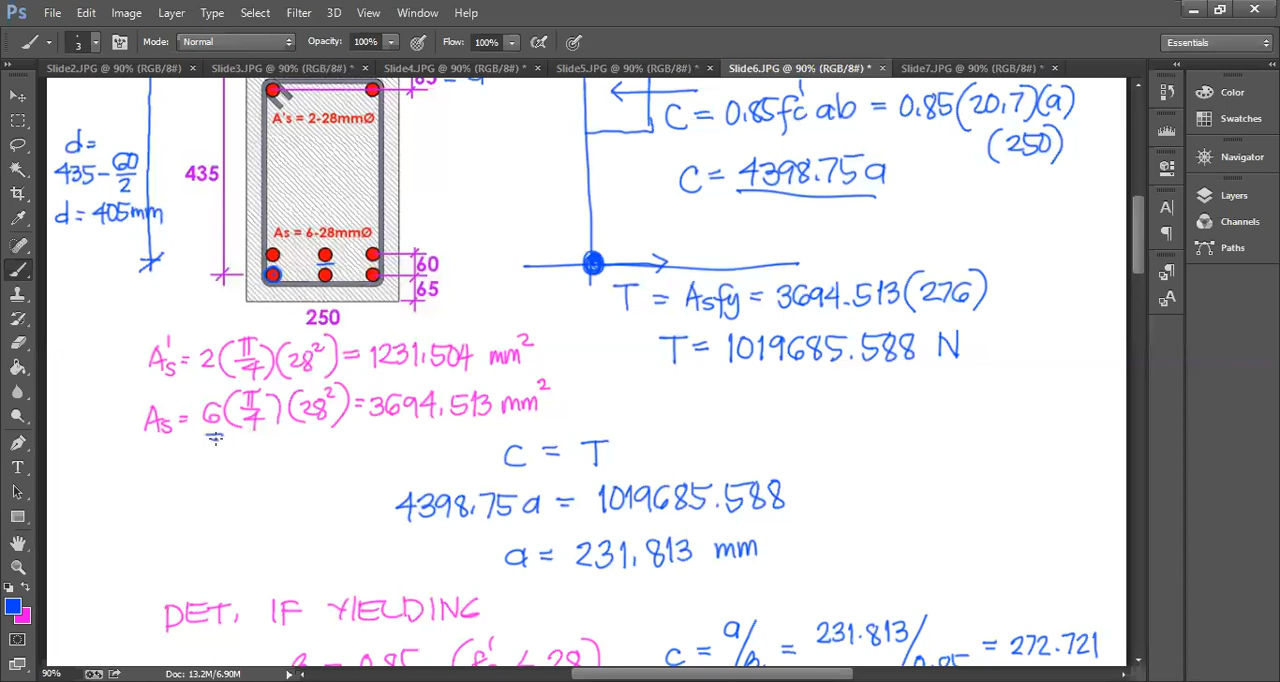 Ps File Edit Image Layer Type Select Filter 3D View Window Help
3 Mode: Normal Opacity: 100% Flow: 100% Essentials
Slide2.JPG @ 90% (RGB/8#) × Slide3.JPG @ 90% (RGB/8#) * × Slide4.JPG @ 90% (RGB/8#) * × Slide5.JPG @ 90% (RGB/8#) * × Slide6.JPG @ 90% (RGB/8#) * × Slide7.JPG @ 90% (RGB/8#) * ×
Color
Swatches
Navigator
Layers
Channels
Paths
A's = 2-28mmØ
d =
435 - 60/2
d = 405mm
435
As = 6-28mmØ
60
65
250
C = 0.85fc' ab = 0.85(20.7)(a)
(250)
C = 4398.75a
T = Asfy = 3694.513(276)
T = 1019685.588 N
As' = 2(π/4)(28²) = 1231.504 mm²
As = 6(π/4)(28²) = 3694.513 mm²
C = T
4398.75a = 1019685.588
a = 231.813 mm
DET. IF YIELDING
c = a/β = 231.813/0.85 = 272.721
90% Doc: 13.2M/6.90M